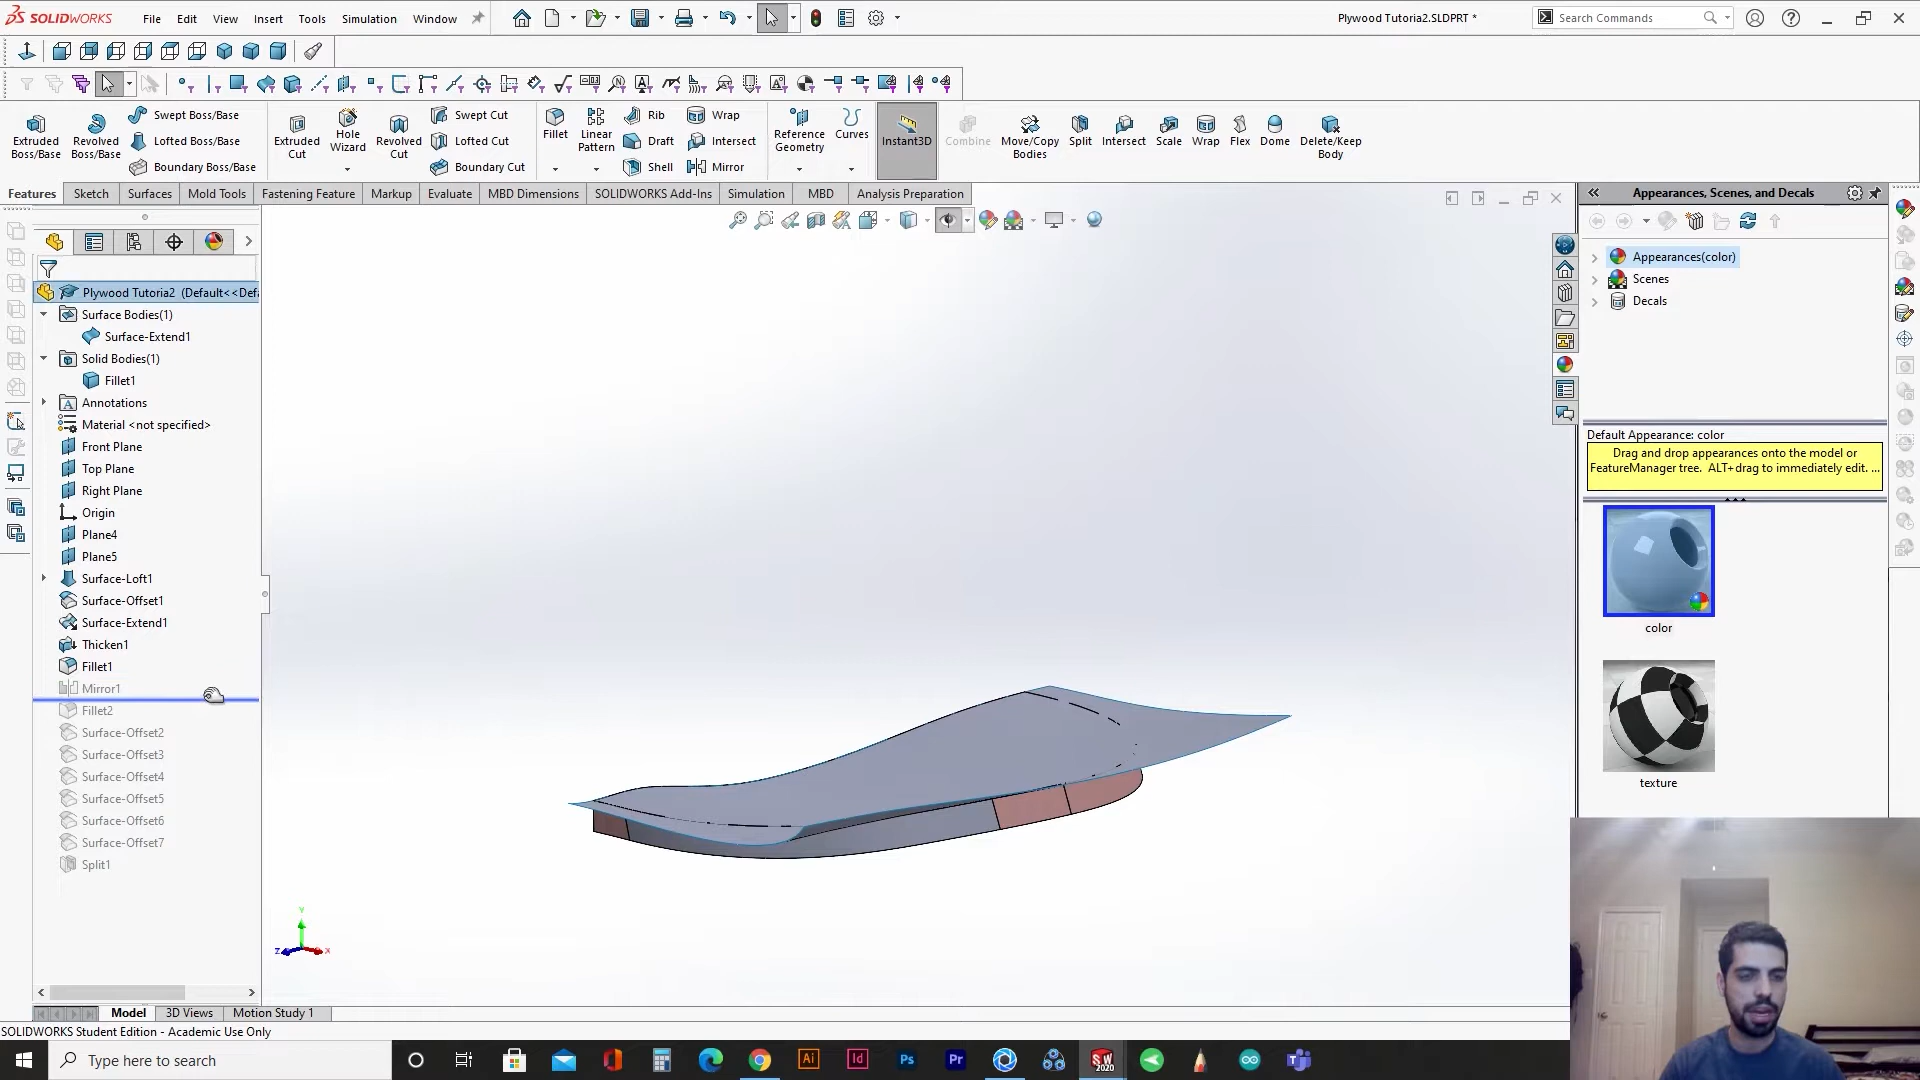 SOLIDWORKS File Edit View Insert Tools Simulation Window Plywood Tutoria2.SLDPRT * Search Commands
Extruded Boss/Base
Revolved Boss/Base
Swept Boss/Base
Lofted Boss/Base
Boundary Boss/Base
Extruded Cut
Hole Wizard
Revolved Cut
Swept Cut
Lofted Cut
Boundary Cut
Fillet
Linear Pattern
Rib
Draft
Shell
Wrap
Intersect
Mirror
Reference Geometry
Curves
Instant3D
Combine
Move/Copy Bodies
Split
Intersect
Scale
Wrap
Flex
Dome
Delete/Keep Body
Features Sketch Surfaces Mold Tools Fastening Feature Markup Evaluate MBD Dimensions SOLIDWORKS Add-Ins Simulation MBD Analysis Preparation
Plywood Tutoria2 (Default<<Def
Surface Bodies(1)
Surface-Extend1
Solid Bodies(1)
Fillet1
Annotations
Material <not specified>
Front Plane
Top Plane
Right Plane
Origin
Plane4
Plane5
Surface-Loft1
Surface-Offset1
Surface-Extend1
Thicken1
Fillet1
Mirror1
Fillet2
Surface-Offset2
Surface-Offset3
Surface-Offset4
Surface-Offset5
Surface-Offset6
Surface-Offset7
Split1
Y
Z X
Appearances, Scenes, and Decals
Appearances(color)
Scenes
Decals
Default Appearance: color
Drag and drop appearances onto the model or
FeatureManager tree. ALT+drag to immediately edit. ...
color
texture
Model 3D Views Motion Study 1
SOLIDWORKS Student Edition - Academic Use Only
Type here to search
Ai Id Ps Pr SW 2020